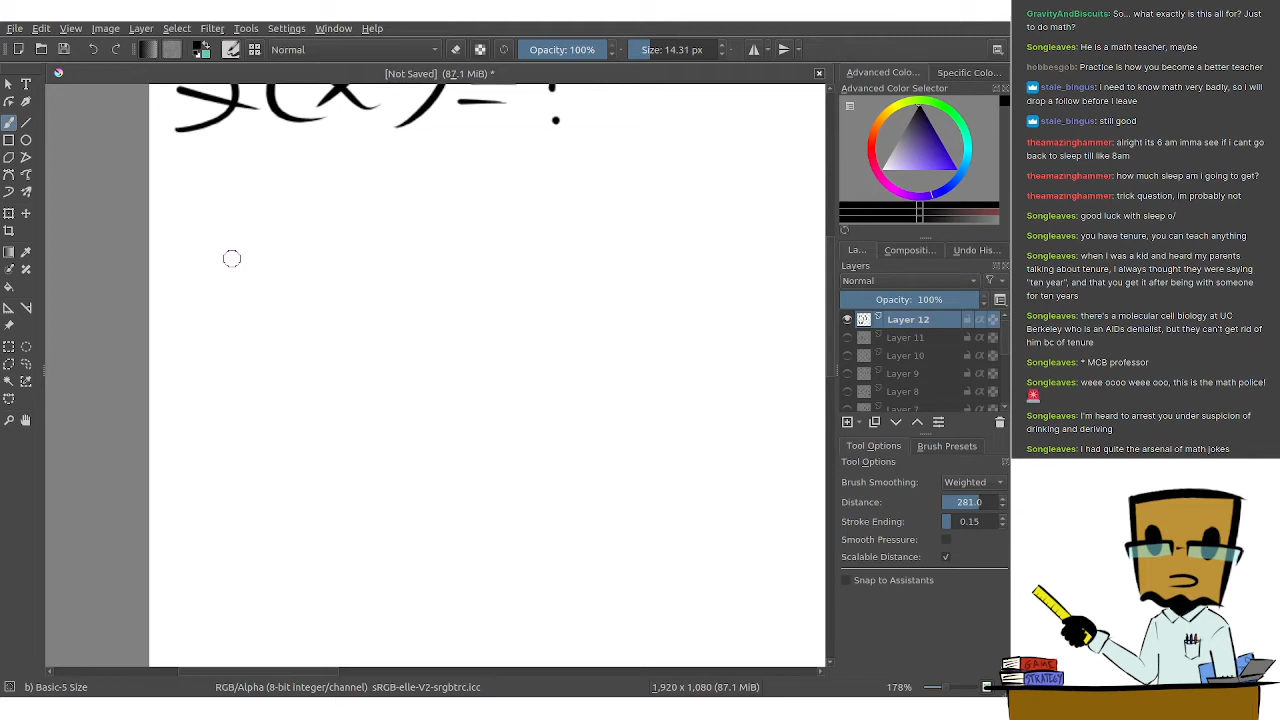 File Edit View Image Layer Select Filter Tools Settings Window Help
Normal
Opacity: 100%
Size: 14.31 px
[Not Saved] (87.1 MiB) *
y(x)=?
Advanced Colo... Specific Colo...
Advanced Color Selector
La... Compositi... Undo His...
Layers
Normal
Opacity: 100%
Layer 12
Layer 11
Layer 10
Layer 9
Layer 8
Layer 7
Tool Options Brush Presets
Tool Options
Brush Smoothing: Weighted
Distance: 281.0
Stroke Ending: 0.15
Smooth Pressure:
Scalable Distance:
Snap to Assistants
b) Basic-5 Size
RGB/Alpha (8-bit integer/channel) sRGB-elle-V2-srgbtrc.icc
1,920 x 1,080 (87.1 MiB)
178%
GravityAndBiscuits: So... what exactly is this all for? Just
to do math?
Songleaves: He is a math teacher, maybe
hobbesgob: Practice is how you become a better teacher
stale_bingus: I need to know math very badly, so I will
drop a follow before I leave
stale_bingus: still good
theamazinghammer: alright its 6 am imma see if i cant go
back to sleep till like 8am
theamazinghammer: how much sleep am i going to get?
theamazinghammer: trick question, im probably not
Songleaves: good luck with sleep o/
Songleaves: you have tenure, you can teach anything
Songleaves: when I was a kid and heard my parents
talking about tenure, I always thought they were saying
"ten year", and that you get it after being with someone
for ten years
Songleaves: there's a molecular cell biology at UC
Berkeley who is an AIDs denialist, but they can't get rid of
him bc of tenure
Songleaves: * MCB professor
Songleaves: weee oooo weee ooo, this is the math police!
Songleaves: I'm heard to arrest you under suspicion of
drinking and deriving
Songleaves: I had quite the arsenal of math jokes
GAME
STRATEGY